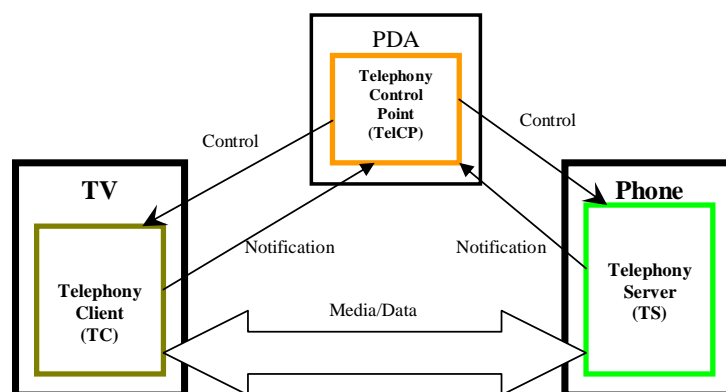 PDA
Telephony
Control
Point
(TelCP)
Control
Control
TV
Phone
Notification
Notification
Telephony
Client
(TC)
Telephony
Server
(TS)
Media/Data